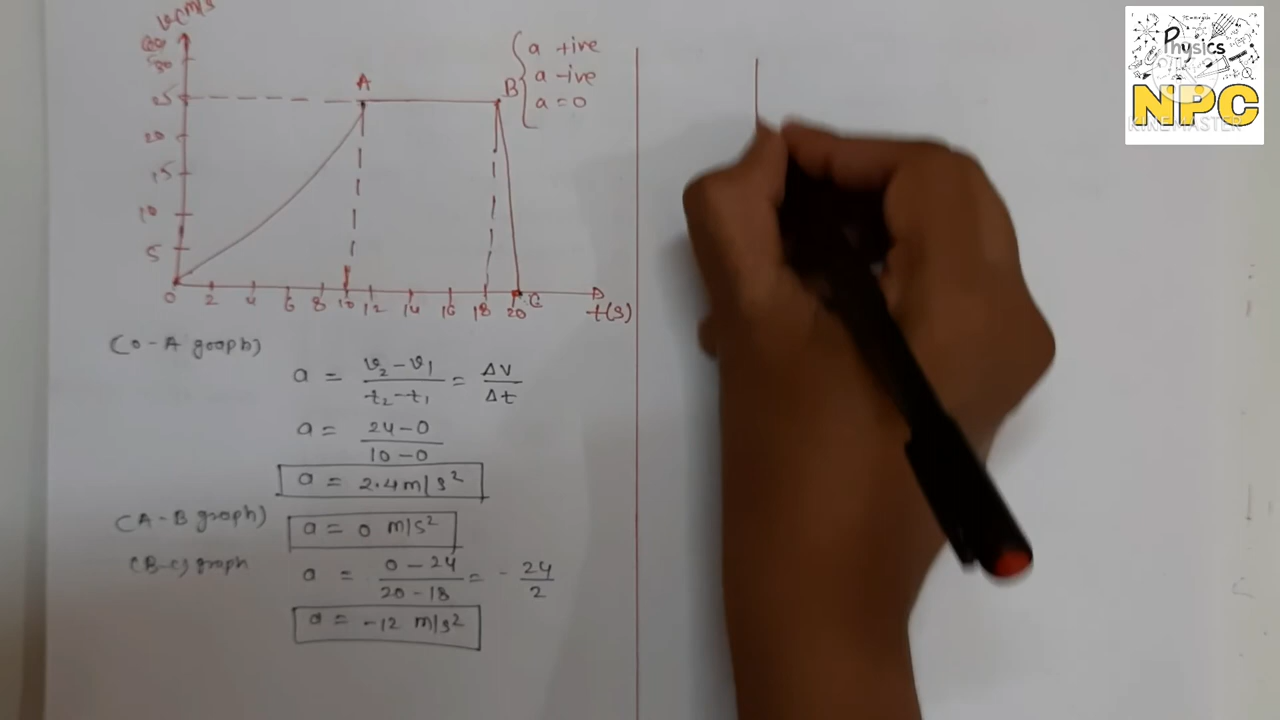 v(m/s
30
25
20
15
10
5
A
B
a +ive
a -ive
a = 0
0 2 4 6 8 10 12 14 16 18 20 C
t(s)
(O-A graph)
a = v₂-v₁ / t₂-t₁ = Δv / Δt
a = 24-0 / 10-0
a = 2.4 m/s²
(A-B graph)
a = 0 m/s²
(B-C) graph
a = 0-24 / 20-18 = - 24 / 2
a = -12 m/s²
Physics
NPC
KINEMASTER